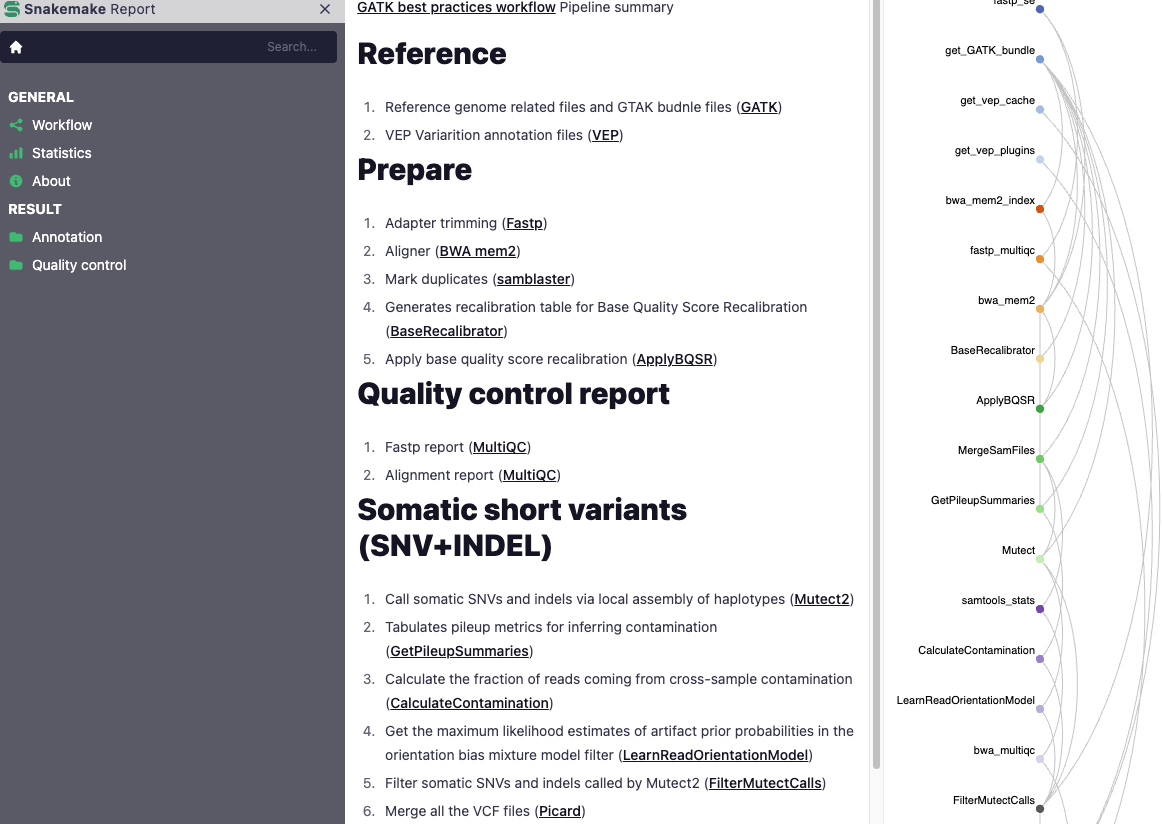 Snakemake Report
Search...
GENERAL
Workflow
Statistics
About
RESULT
Annotation
Quality control
GATK best practices workflow Pipeline summary
Reference
1. Reference genome related files and GTAK budnle files (GATK)
2. VEP Variarition annotation files (VEP)
Prepare
1. Adapter trimming (Fastp)
2. Aligner (BWA mem2)
3. Mark duplicates (samblaster)
4. Generates recalibration table for Base Quality Score Recalibration
(BaseRecalibrator)
5. Apply base quality score recalibration (ApplyBQSR)
Quality control report
1. Fastp report (MultiQC)
2. Alignment report (MultiQC)
Somatic short variants
(SNV+INDEL)
1. Call somatic SNVs and indels via local assembly of haplotypes (Mutect2)
2. Tabulates pileup metrics for inferring contamination
(GetPileupSummaries)
3. Calculate the fraction of reads coming from cross-sample contamination
(CalculateContamination)
4. Get the maximum likelihood estimates of artifact prior probabilities in the
orientation bias mixture model filter (LearnReadOrientationModel)
5. Filter somatic SNVs and indels called by Mutect2 (FilterMutectCalls)
6. Merge all the VCF files (Picard)
fastp_se
get_GATK_bundle
get_vep_cache
get_vep_plugins
bwa_mem2_index
fastp_multiqc
bwa_mem2
BaseRecalibrator
ApplyBQSR
MergeSamFiles
GetPileupSummaries
Mutect
samtools_stats
CalculateContamination
LearnReadOrientationModel
bwa_multiqc
FilterMutectCalls